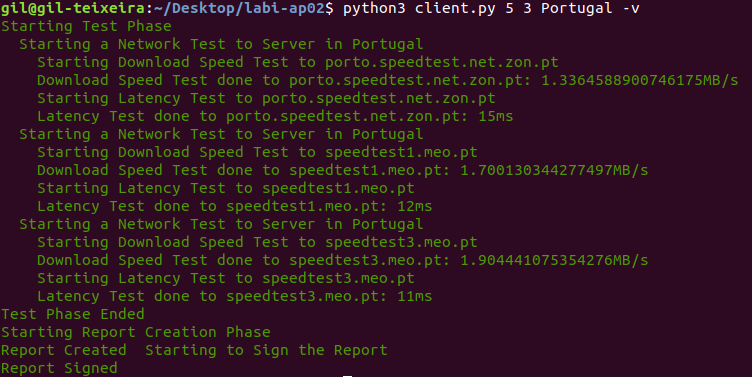 gil@gil-teixeira:~/Desktop/labi-ap02$ python3 client.py 5 3 Portugal -v
Starting Test Phase
  Starting a Network Test to Server in Portugal
    Starting Download Speed Test to porto.speedtest.net.zon.pt
    Download Speed Test done to porto.speedtest.net.zon.pt: 1.3364588900746175MB/s
    Starting Latency Test to porto.speedtest.net.zon.pt
    Latency Test done to porto.speedtest.net.zon.pt: 15ms
  Starting a Network Test to Server in Portugal
    Starting Download Speed Test to speedtest1.meo.pt
    Download Speed Test done to speedtest1.meo.pt: 1.700130344277497MB/s
    Starting Latency Test to speedtest1.meo.pt
    Latency Test done to speedtest1.meo.pt: 12ms
  Starting a Network Test to Server in Portugal
    Starting Download Speed Test to speedtest3.meo.pt
    Download Speed Test done to speedtest3.meo.pt: 1.904441075354276MB/s
    Starting Latency Test to speedtest3.meo.pt
    Latency Test done to speedtest3.meo.pt: 11ms
Test Phase Ended
Starting Report Creation Phase
Report Created  Starting to Sign the Report
Report Signed